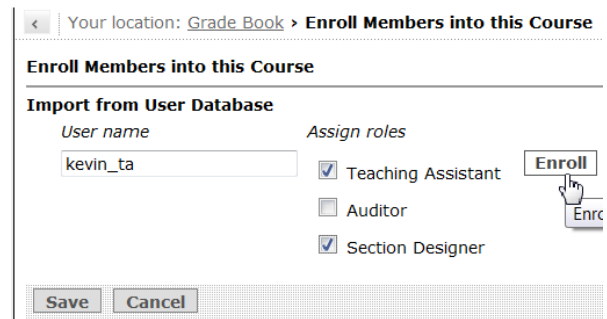 Your location: Grade Book › Enroll Members into this Course
Enroll Members into this Course
Import from User Database
User name Assign roles
kevin_ta Teaching Assistant Enroll
Auditor
Section Designer
Save Cancel